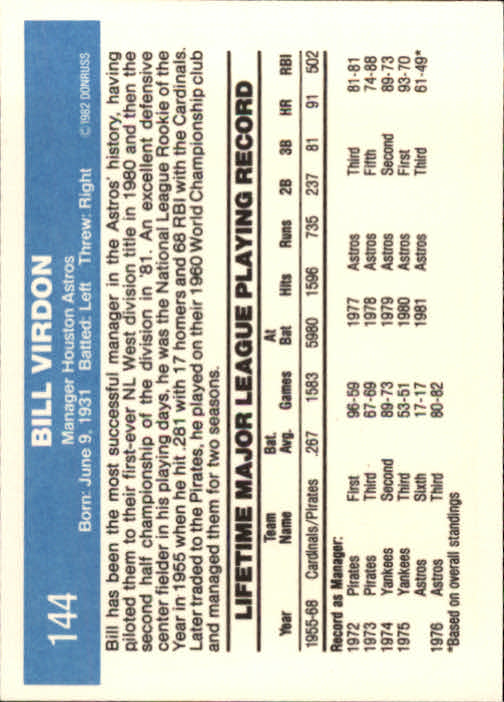 144
BILL VIRDON
Manager Houston Astros
Born: June 9, 1931 Batted: Left Threw: Right ©1982 DONRUSS
Bill has been the most successful manager in the Astros' history, having
piloted them to their first-ever NL West division title in 1980 and then the
second half championship of the division in '81. An excellent defensive
center fielder in his playing days, he was the National League Rookie of the
Year in 1955 when he hit .281 with 17 homers and 68 RBI with the Cardinals.
Later traded to the Pirates, he played on their 1960 World Championship club
and managed them for two seasons.
LIFETIME MAJOR LEAGUE PLAYING RECORD
Team Bat. At
Year Name Avg. Games Bat Hits Runs 2B 3B HR RBI
1955-68 Cardinals/Pirates .267 1583 5980 1596 735 237 81 91 502
Record as Manager:
1972 Pirates First 96-59 1977 Astros Third 81-81
1973 Pirates Third 67-69 1978 Astros Fifth 74-88
1974 Yankees Second 89-73 1979 Astros Second 89-73
1975 Yankees Third 53-51 1980 Astros First 93-70
Astros Sixth 17-17 1981 Astros Third 61-49*
1976 Astros Third 80-82
*Based on overall standings